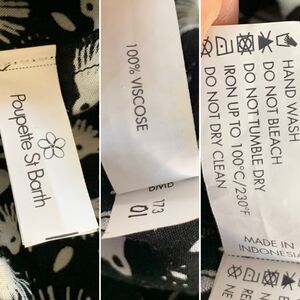 Poupette St Barth
100% VISCOSE
173
01
HAND WASH
DO NOT BLEACH
DO NOT TUMBLE DRY
IRON UP TO 100°C/230°F
DO NOT DRY CLEAN
MADE IN
INDONESIA